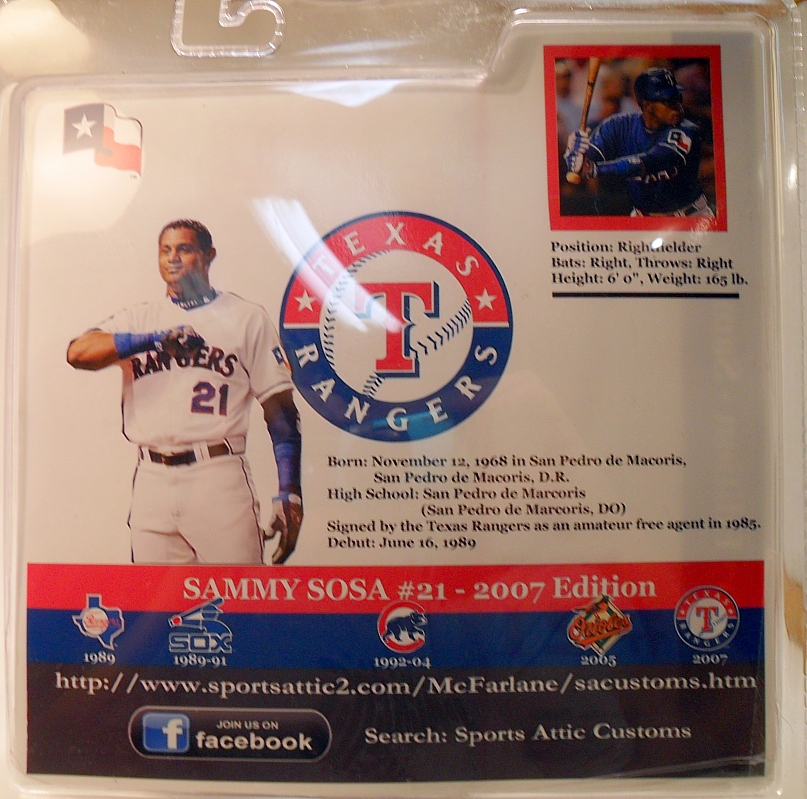 TEXAS
RANGERS
T
Position: Rightfielder
Bats: Right, Throws: Right
Height: 6' 0", Weight: 165 lb.
RANGERS
21
Born: November 12, 1968 in San Pedro de Macoris,
San Pedro de Macoris, D.R.
High School: San Pedro de Marcoris
(San Pedro de Marcoris, DO)
Signed by the Texas Rangers as an amateur free agent in 1985.
Debut: June 16, 1989
SAMMY SOSA #21 - 2007 Edition
Rangers
SOX
Orioles
TEXAS
T
RANGERS
1989
1989-91
1992-04
2005
2007
http://www.sportsattic2.com/McFarlane/sacustoms.htm
f
JOIN US ON
facebook
Search: Sports Attic Customs